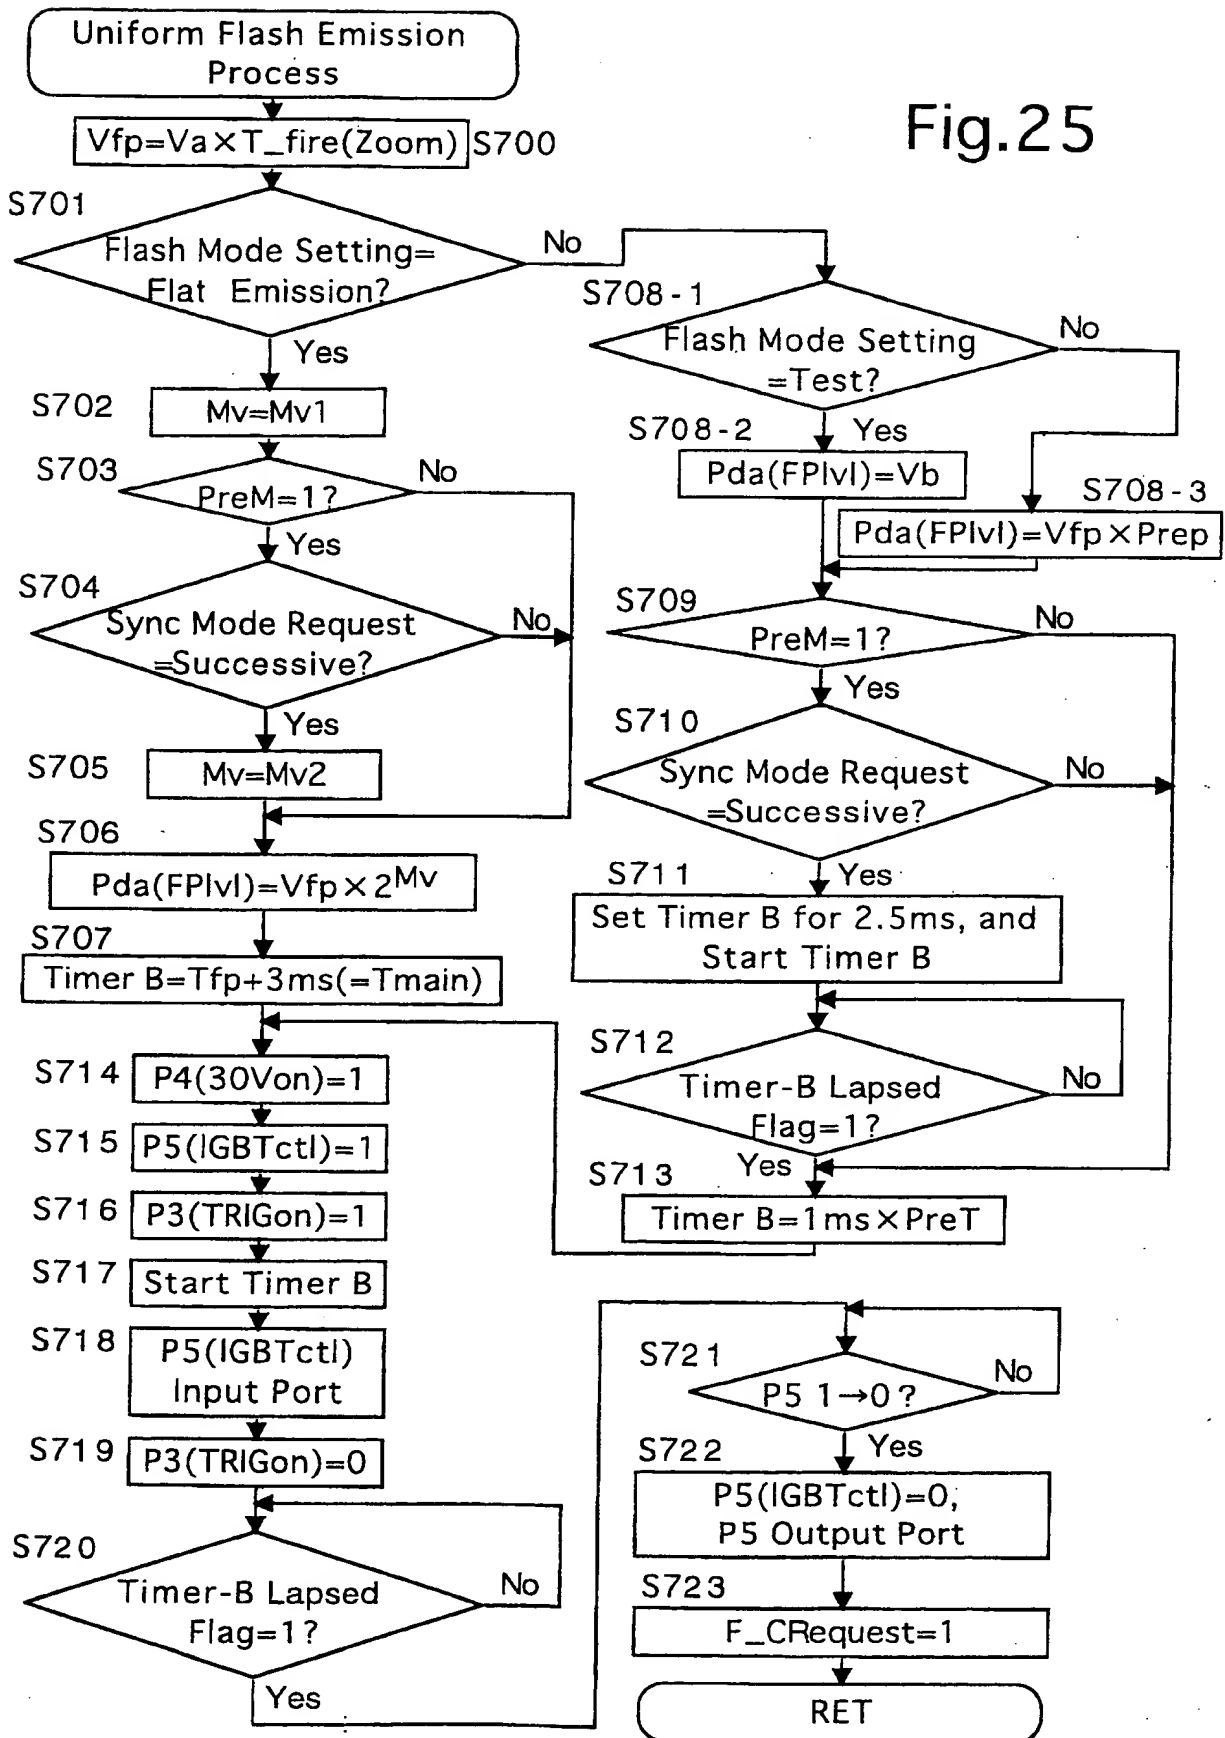 Uniform Flash Emission
Process
Fig.25
Vfp=Va×T_fire(Zoom)
S700
S701
Flash Mode Setting=
Flat Emission?
No
Yes
S702
Mv=Mv1
S703
PreM=1?
No
Yes
S704
Sync Mode Request
=Successive?
No
Yes
S705
Mv=Mv2
S706
Pda(FPlvl)=Vfp×2^Mv
S707
Timer B=Tfp+3ms(=Tmain)
S708-1
Flash Mode Setting
=Test?
No
Yes
S708-2
Pda(FPlvl)=Vb
S708-3
Pda(FPlvl)=Vfp×Prep
S709
PreM=1?
No
Yes
S710
Sync Mode Request
=Successive?
No
Yes
S711
Set Timer B for 2.5ms, and
Start Timer B
S712
Timer-B Lapsed
Flag=1?
No
Yes
S713
Timer B=1ms×PreT
S714
P4(30Von)=1
S715
P5(IGBTctl)=1
S716
P3(TRIGon)=1
S717
Start Timer B
S718
P5(IGBTctl)
Input Port
S719
P3(TRIGon)=0
S720
Timer-B Lapsed
Flag=1?
No
Yes
S721
P5 1→0?
No
Yes
S722
P5(IGBTctl)=0,
P5 Output Port
S723
F_CRequest=1
RET